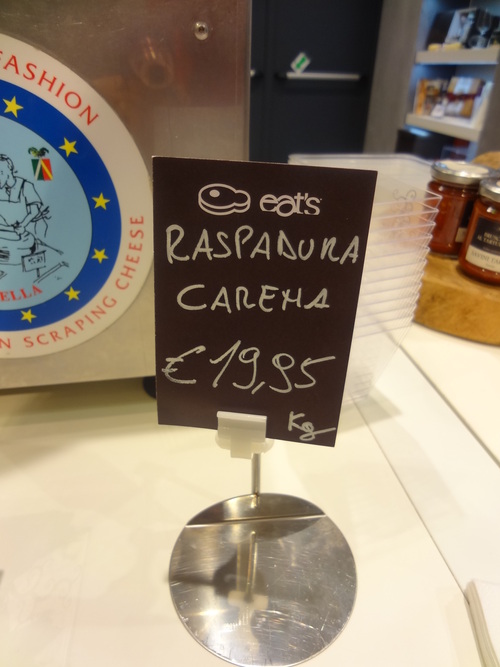 FASHION
ELLA
N SCRAPING CHEESE
eat's
RASPADURA
CAREMA
€ 19,95
Kg